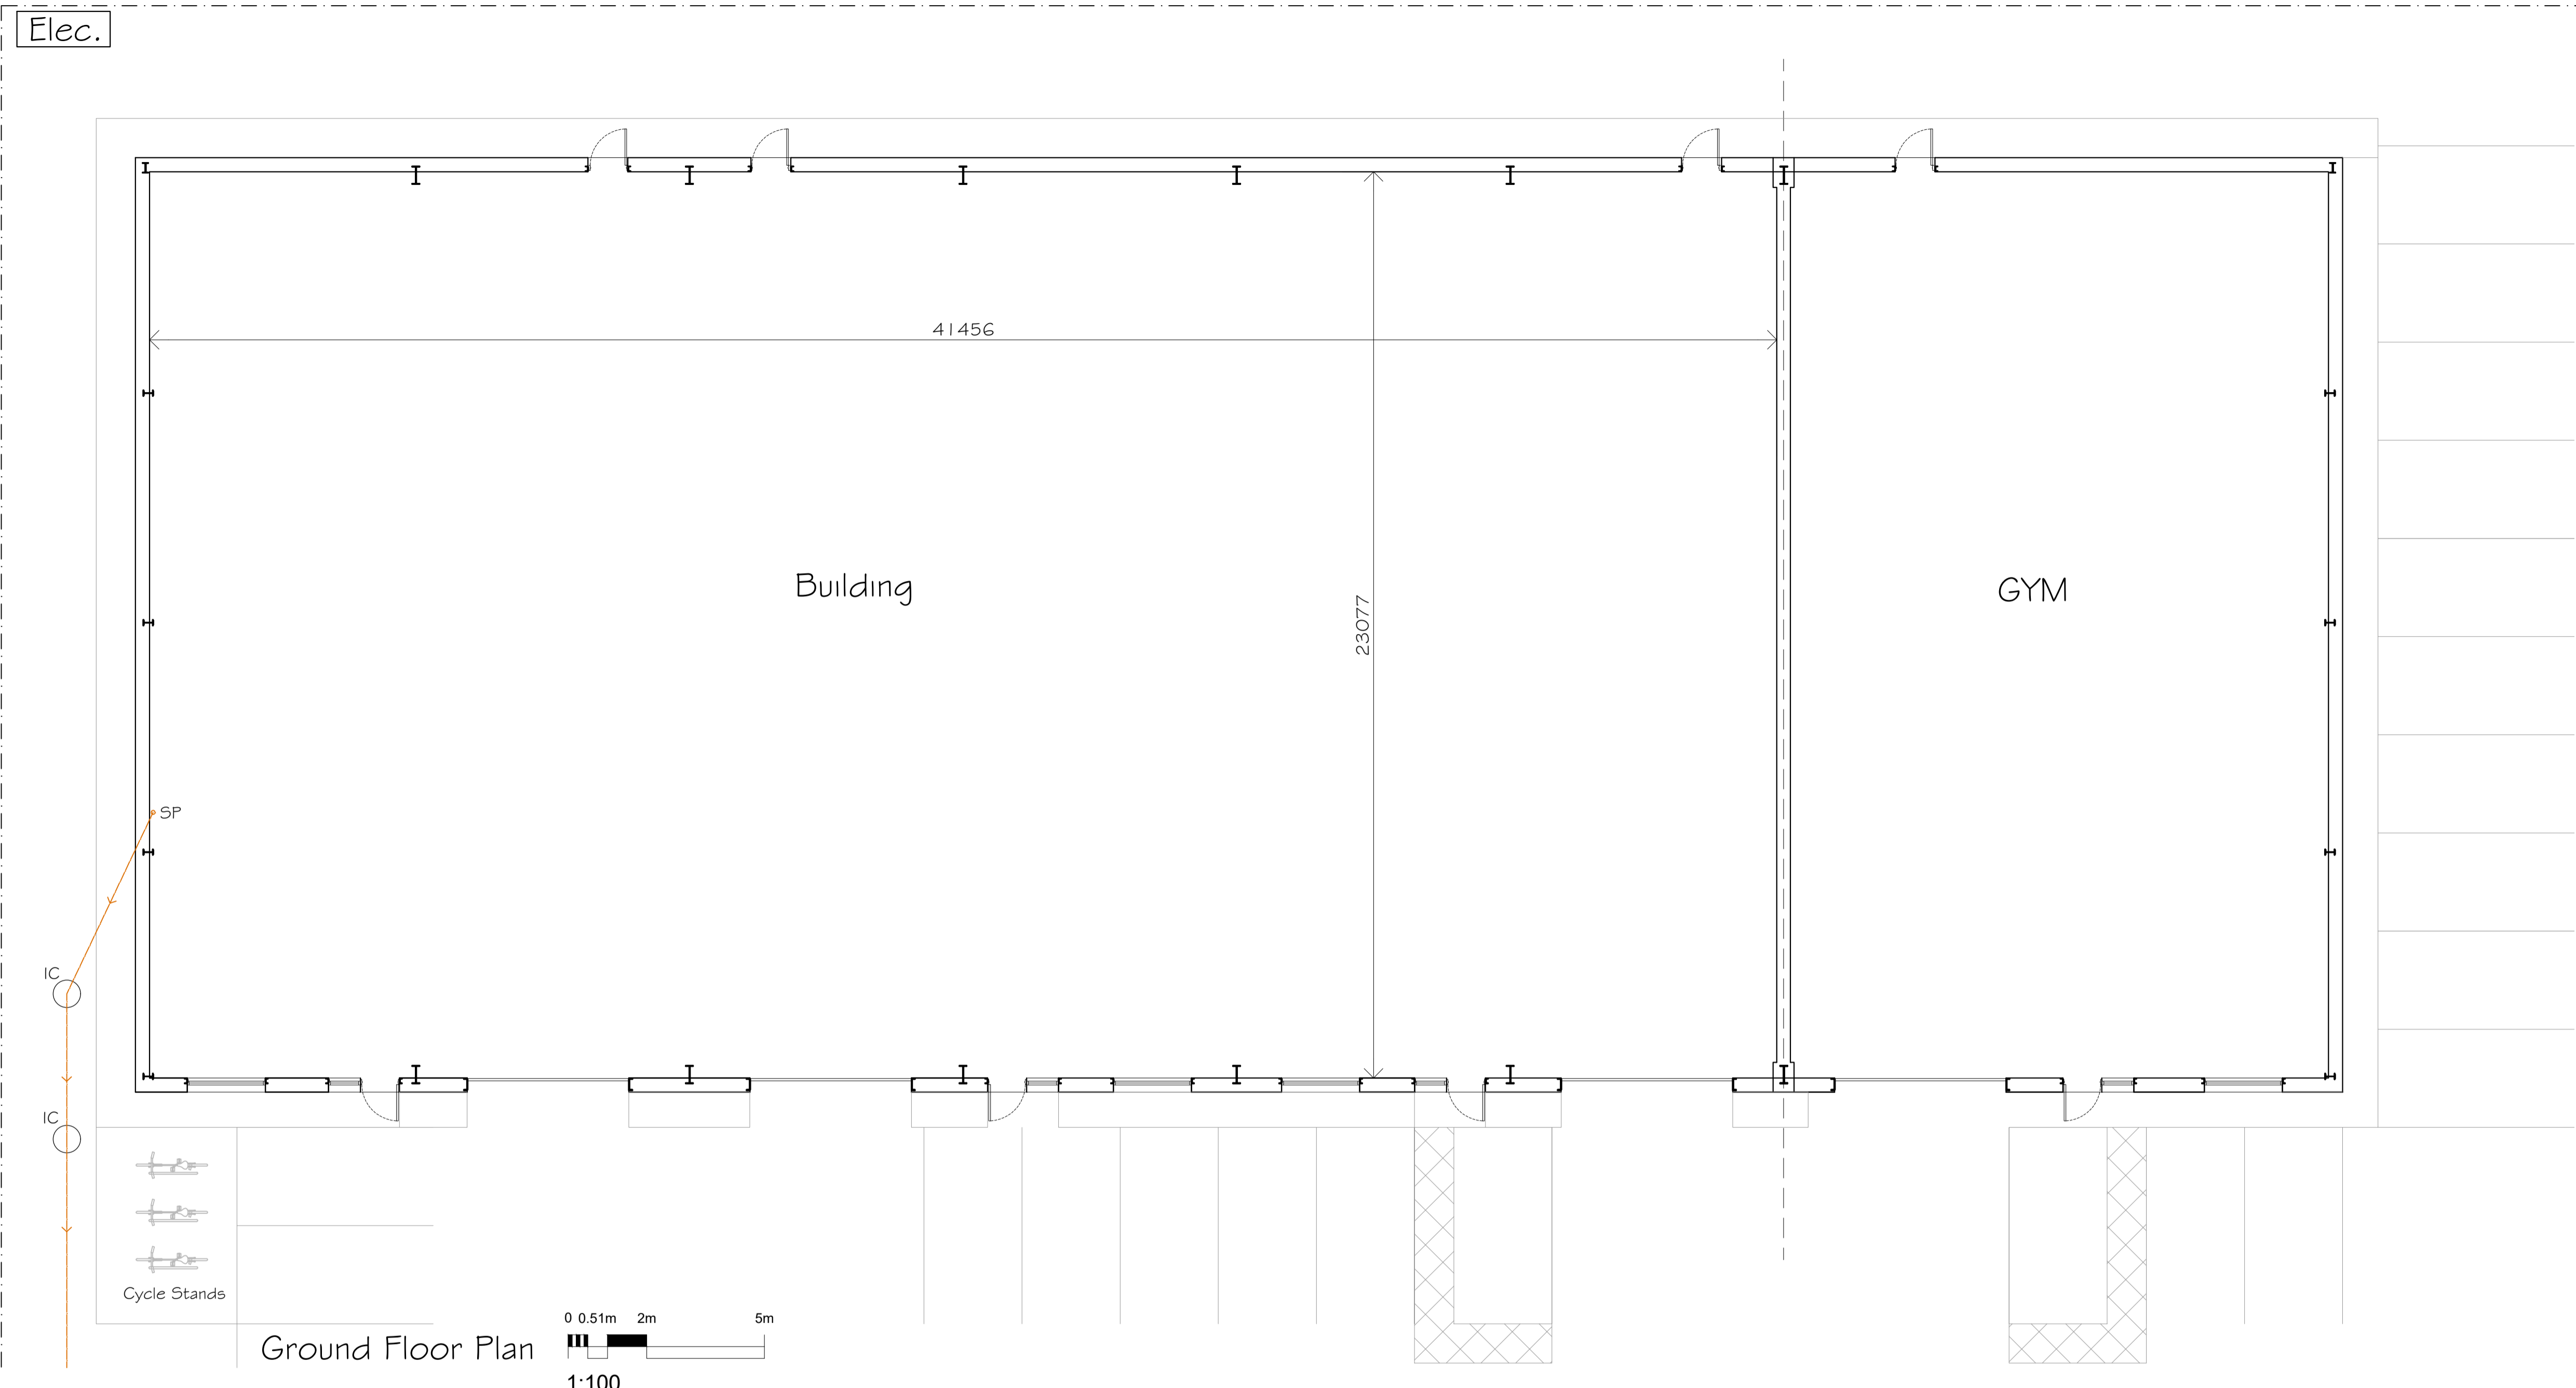 Elec.
41456
Building
GYM
23077
SP
IC
IC
Cycle Stands
Ground Floor Plan
0 0.51m 2m 5m
1:100